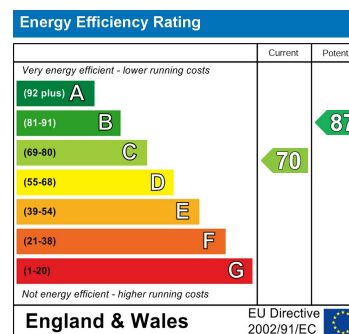 Energy Efficiency Rating
Current Potent
Very energy efficient - lower running costs
(92 plus) A
(81-91) B
87
(69-80) C
70
(55-68) D
(39-54) E
(21-38) F
(1-20) G
Not energy efficient - higher running costs
England & Wales
EU Directive
2002/91/EC